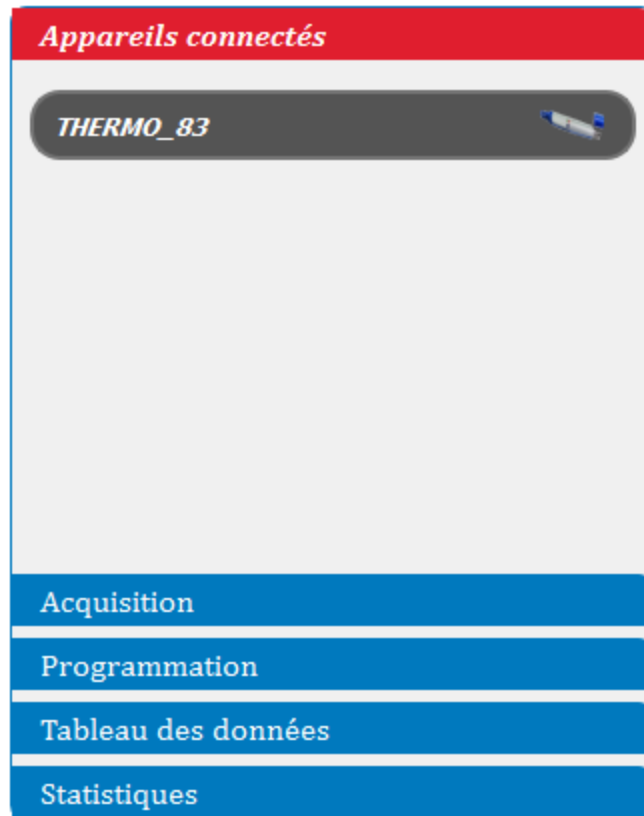 Appareils connectés
THERMO_83
Acquisition
Programmation
Tableau des données
Statistiques